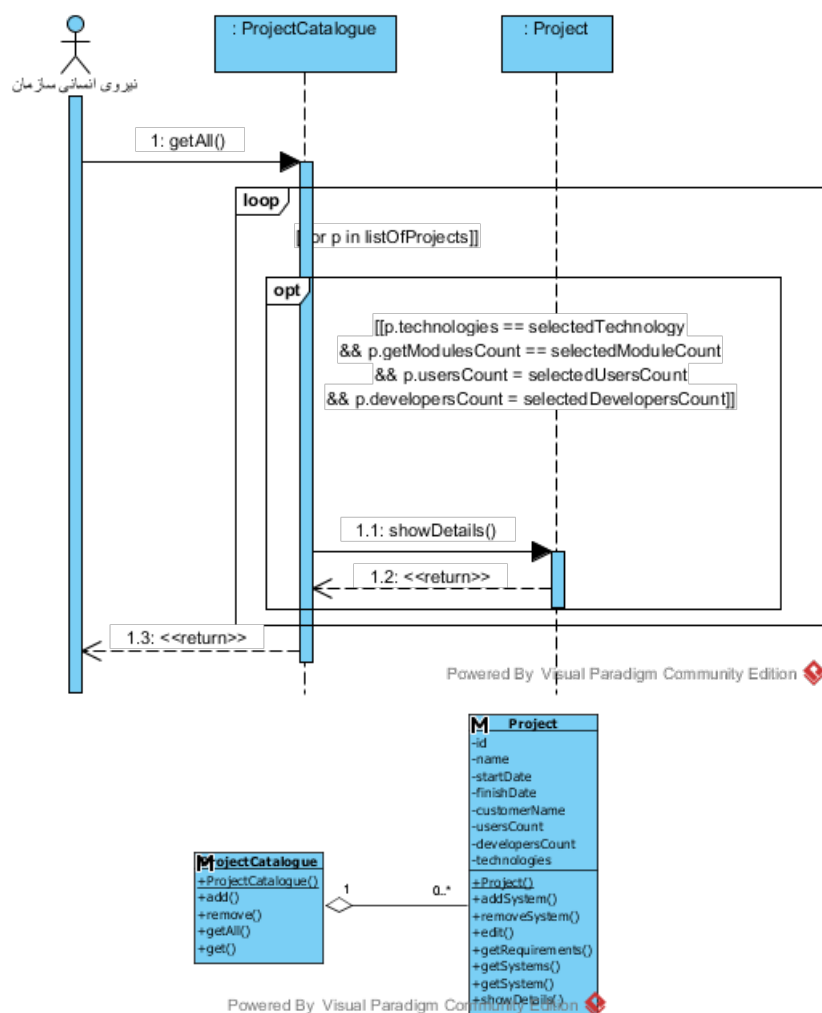 : ProjectCatalogue
: Project
نیروی انسانی سازمان
1: getAll()
loop
or p in listOfProjects]]
opt
[[p.technologies == selectedTechnology
&& p.getModulesCount == selectedModuleCount
&& p.usersCount = selectedUsersCount
&& p.developersCount = selectedDevelopersCount]]
1.1: showDetails()
1.2: <<return>>
1.3: <<return>>
Powered By Visual Paradigm Community Edition
M
Project
-id
-name
-startDate
-finishDate
-customerName
-usersCount
-developersCount
-technologies
+Project()
+addSystem()
+removeSystem()
+edit()
+getRequirements()
+getSystems()
+getSystem()
+showDetails()
M
rojectCatalogue
+ProjectCatalogue()
+add()
+remove()
+getAll()
+get()
1
0..*
Powered By Visual Paradigm Community Edition